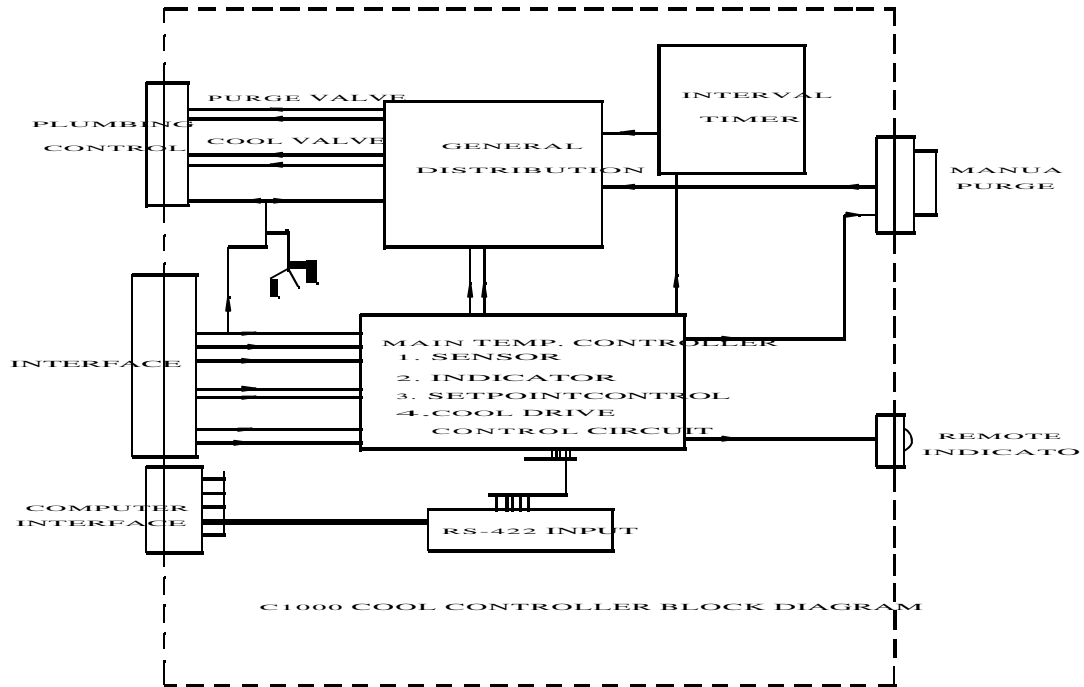 PURGE VALVE
PLUMBING
CONTROL
COOL VALVE
GENERAL
DISTRIBUTION
INTERVAL
TIMER
MANUA
PURGE
INTERFACE
MAIN TEMP. CONTROLLER
1. SENSOR
2. INDICATOR
3. SETPOINTCONTROL
4.COOL DRIVE
CONTROL CIRCUIT
REMOTE
INDICATO
COMPUTER
INTERFACE
RS-422 INPUT
C1000 COOL CONTROLLER BLOCK DIAGRAM